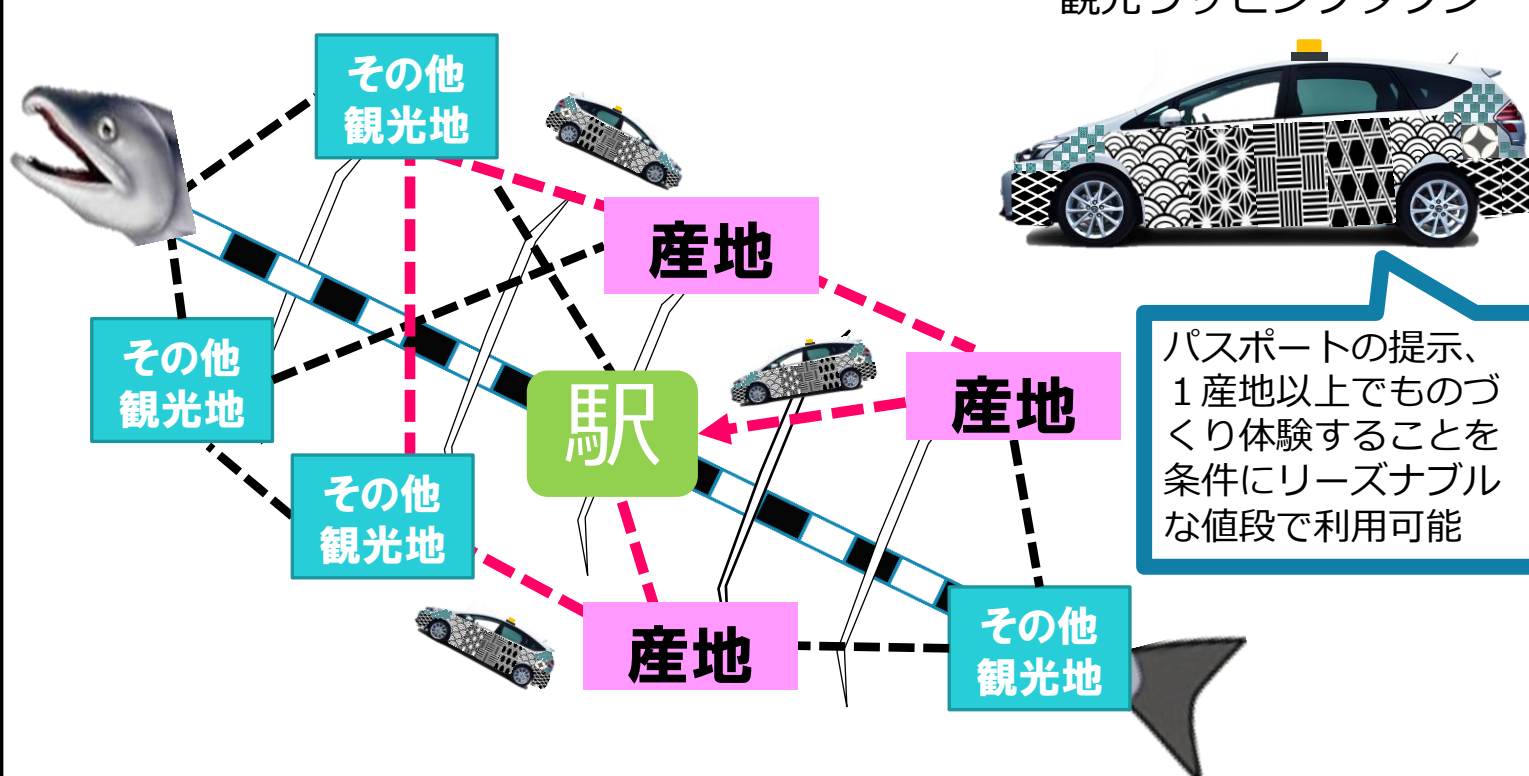 その他
観光地
産地
その他
観光地
産地
駅
その他
観光地
産地
その他
観光地
パスポートの提示、
１産地以上でものづ
くり体験することを
条件にリーズナブル
な値段で利用可能